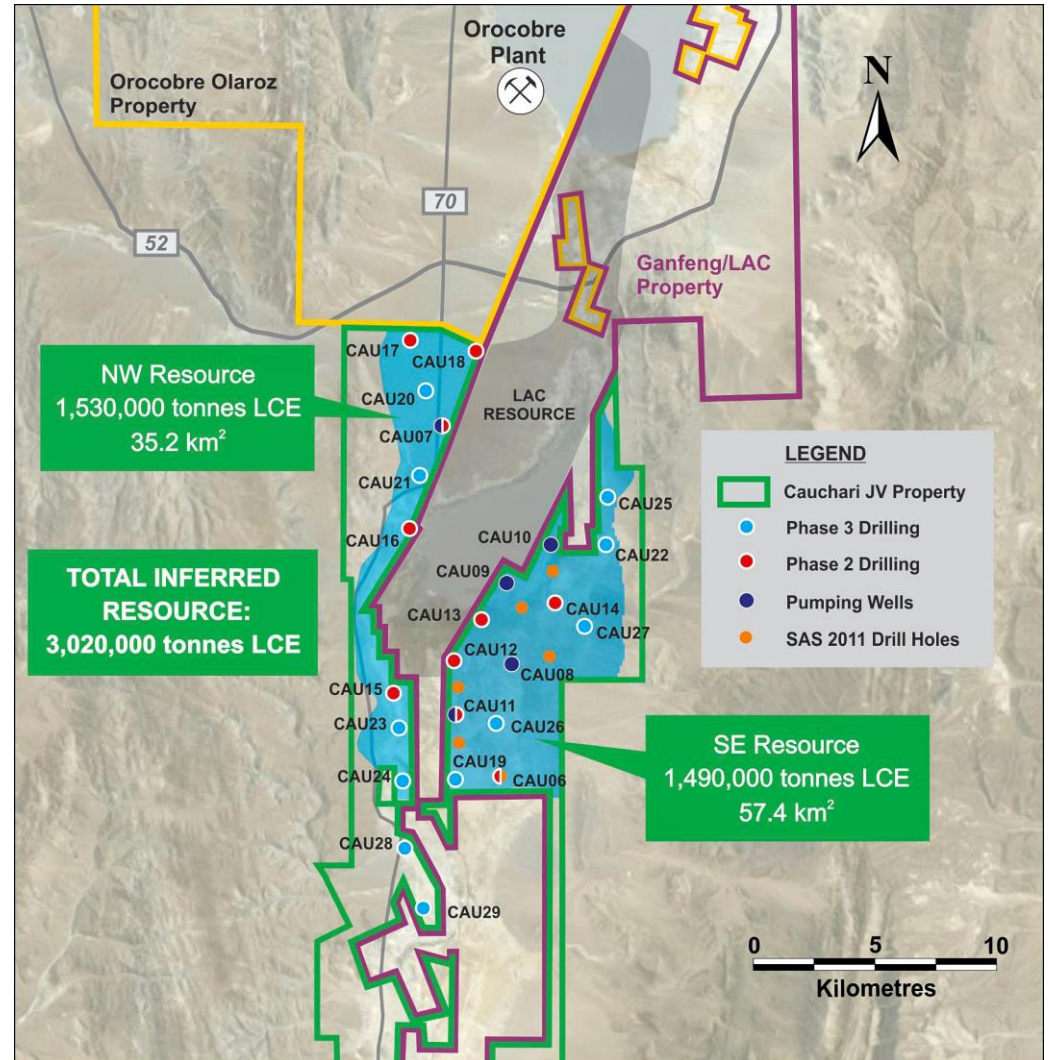 Orocobre
Plant
N
Orocobre Olaroz
Property
70
52
Ganfeng/LAC
Property
CAU17
CAU18
NW Resource
1,530,000 tonnes LCE
35.2 km²
CAU20
CAU07
LAC
RESOURCE
CAU21
CAU16
LEGEND
Cauchari JV Property
Phase 3 Drilling
Phase 2 Drilling
Pumping Wells
SAS 2011 Drill Holes
CAU25
CAU10
CAU22
CAU09
TOTAL INFERRED
RESOURCE:
3,020,000 tonnes LCE
CAU13
CAU14
CAU27
CAU12
CAU08
CAU15
CAU11
CAU23
CAU26
SE Resource
1,490,000 tonnes LCE
57.4 km²
CAU24
CAU19
CAU06
CAU28
CAU29
0 5 10
Kilometres